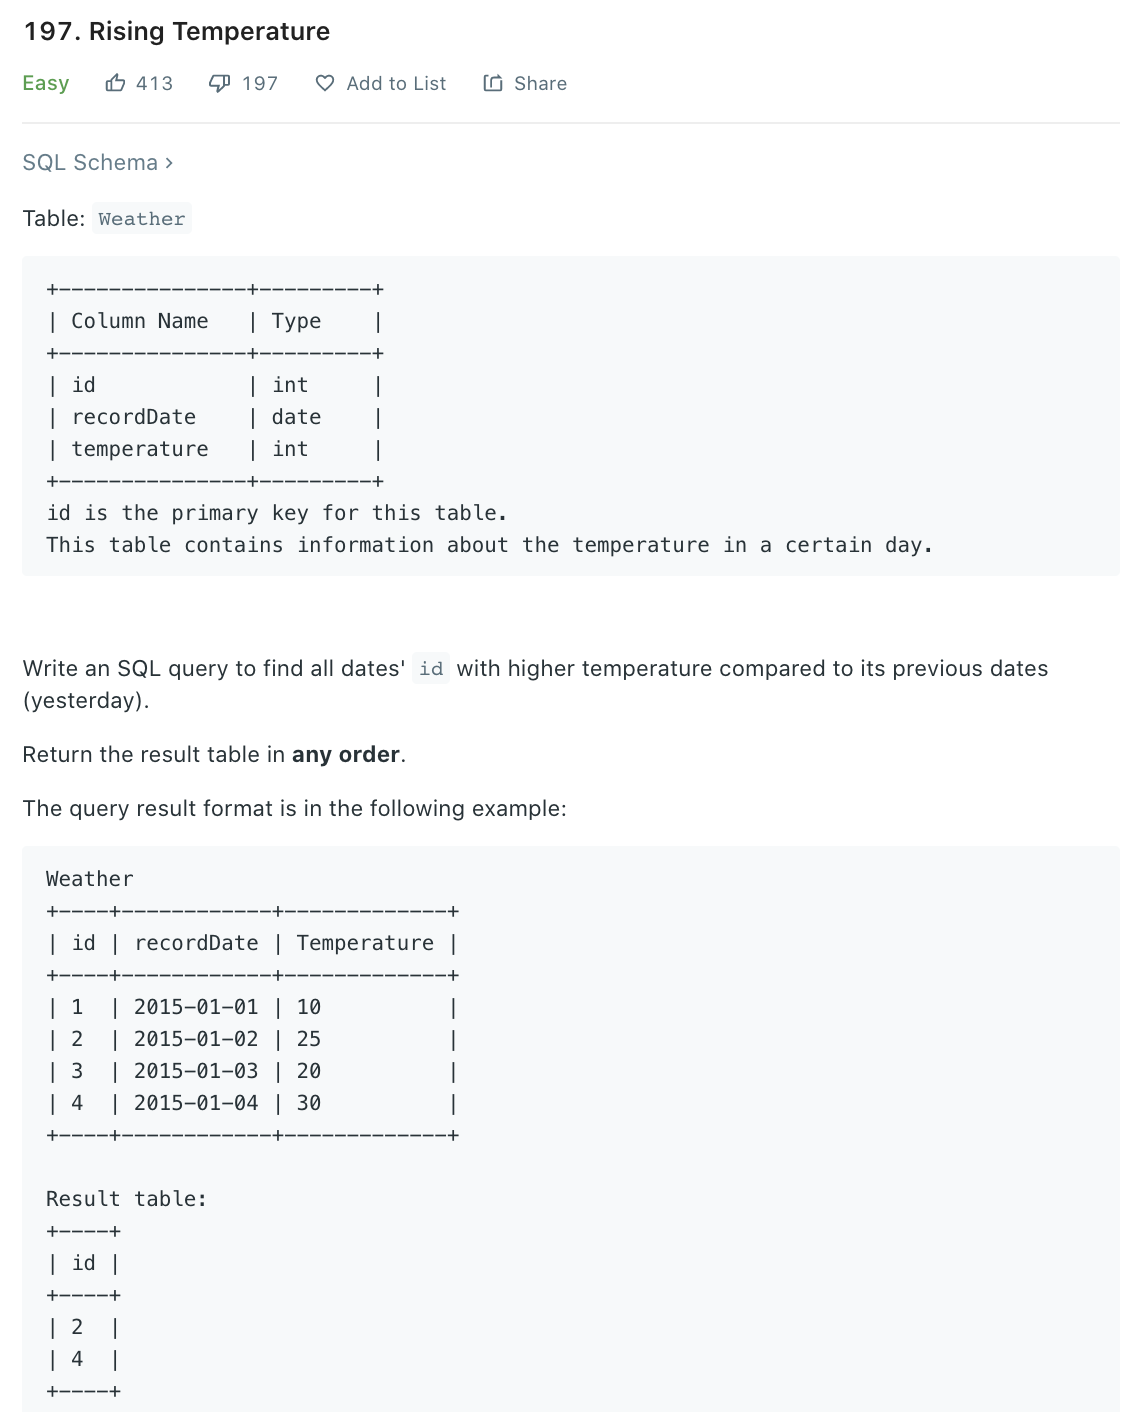 197. Rising Temperature
Easy 413 197 Add to List Share
SQL Schema ›
Table: Weather
+---------------+---------+
| Column Name   | Type    |
+---------------+---------+
| id            | int     |
| recordDate    | date    |
| temperature   | int     |
+---------------+---------+
id is the primary key for this table.
This table contains information about the temperature in a certain day.
Write an SQL query to find all dates' id with higher temperature compared to its previous dates
(yesterday).
Return the result table in any order.
The query result format is in the following example:
Weather
+----+------------+-------------+
| id | recordDate | Temperature |
+----+------------+-------------+
| 1  | 2015-01-01 | 10          |
| 2  | 2015-01-02 | 25          |
| 3  | 2015-01-03 | 20          |
| 4  | 2015-01-04 | 30          |
+----+------------+-------------+
Result table:
+----+
| id |
+----+
| 2  |
| 4  |
+----+